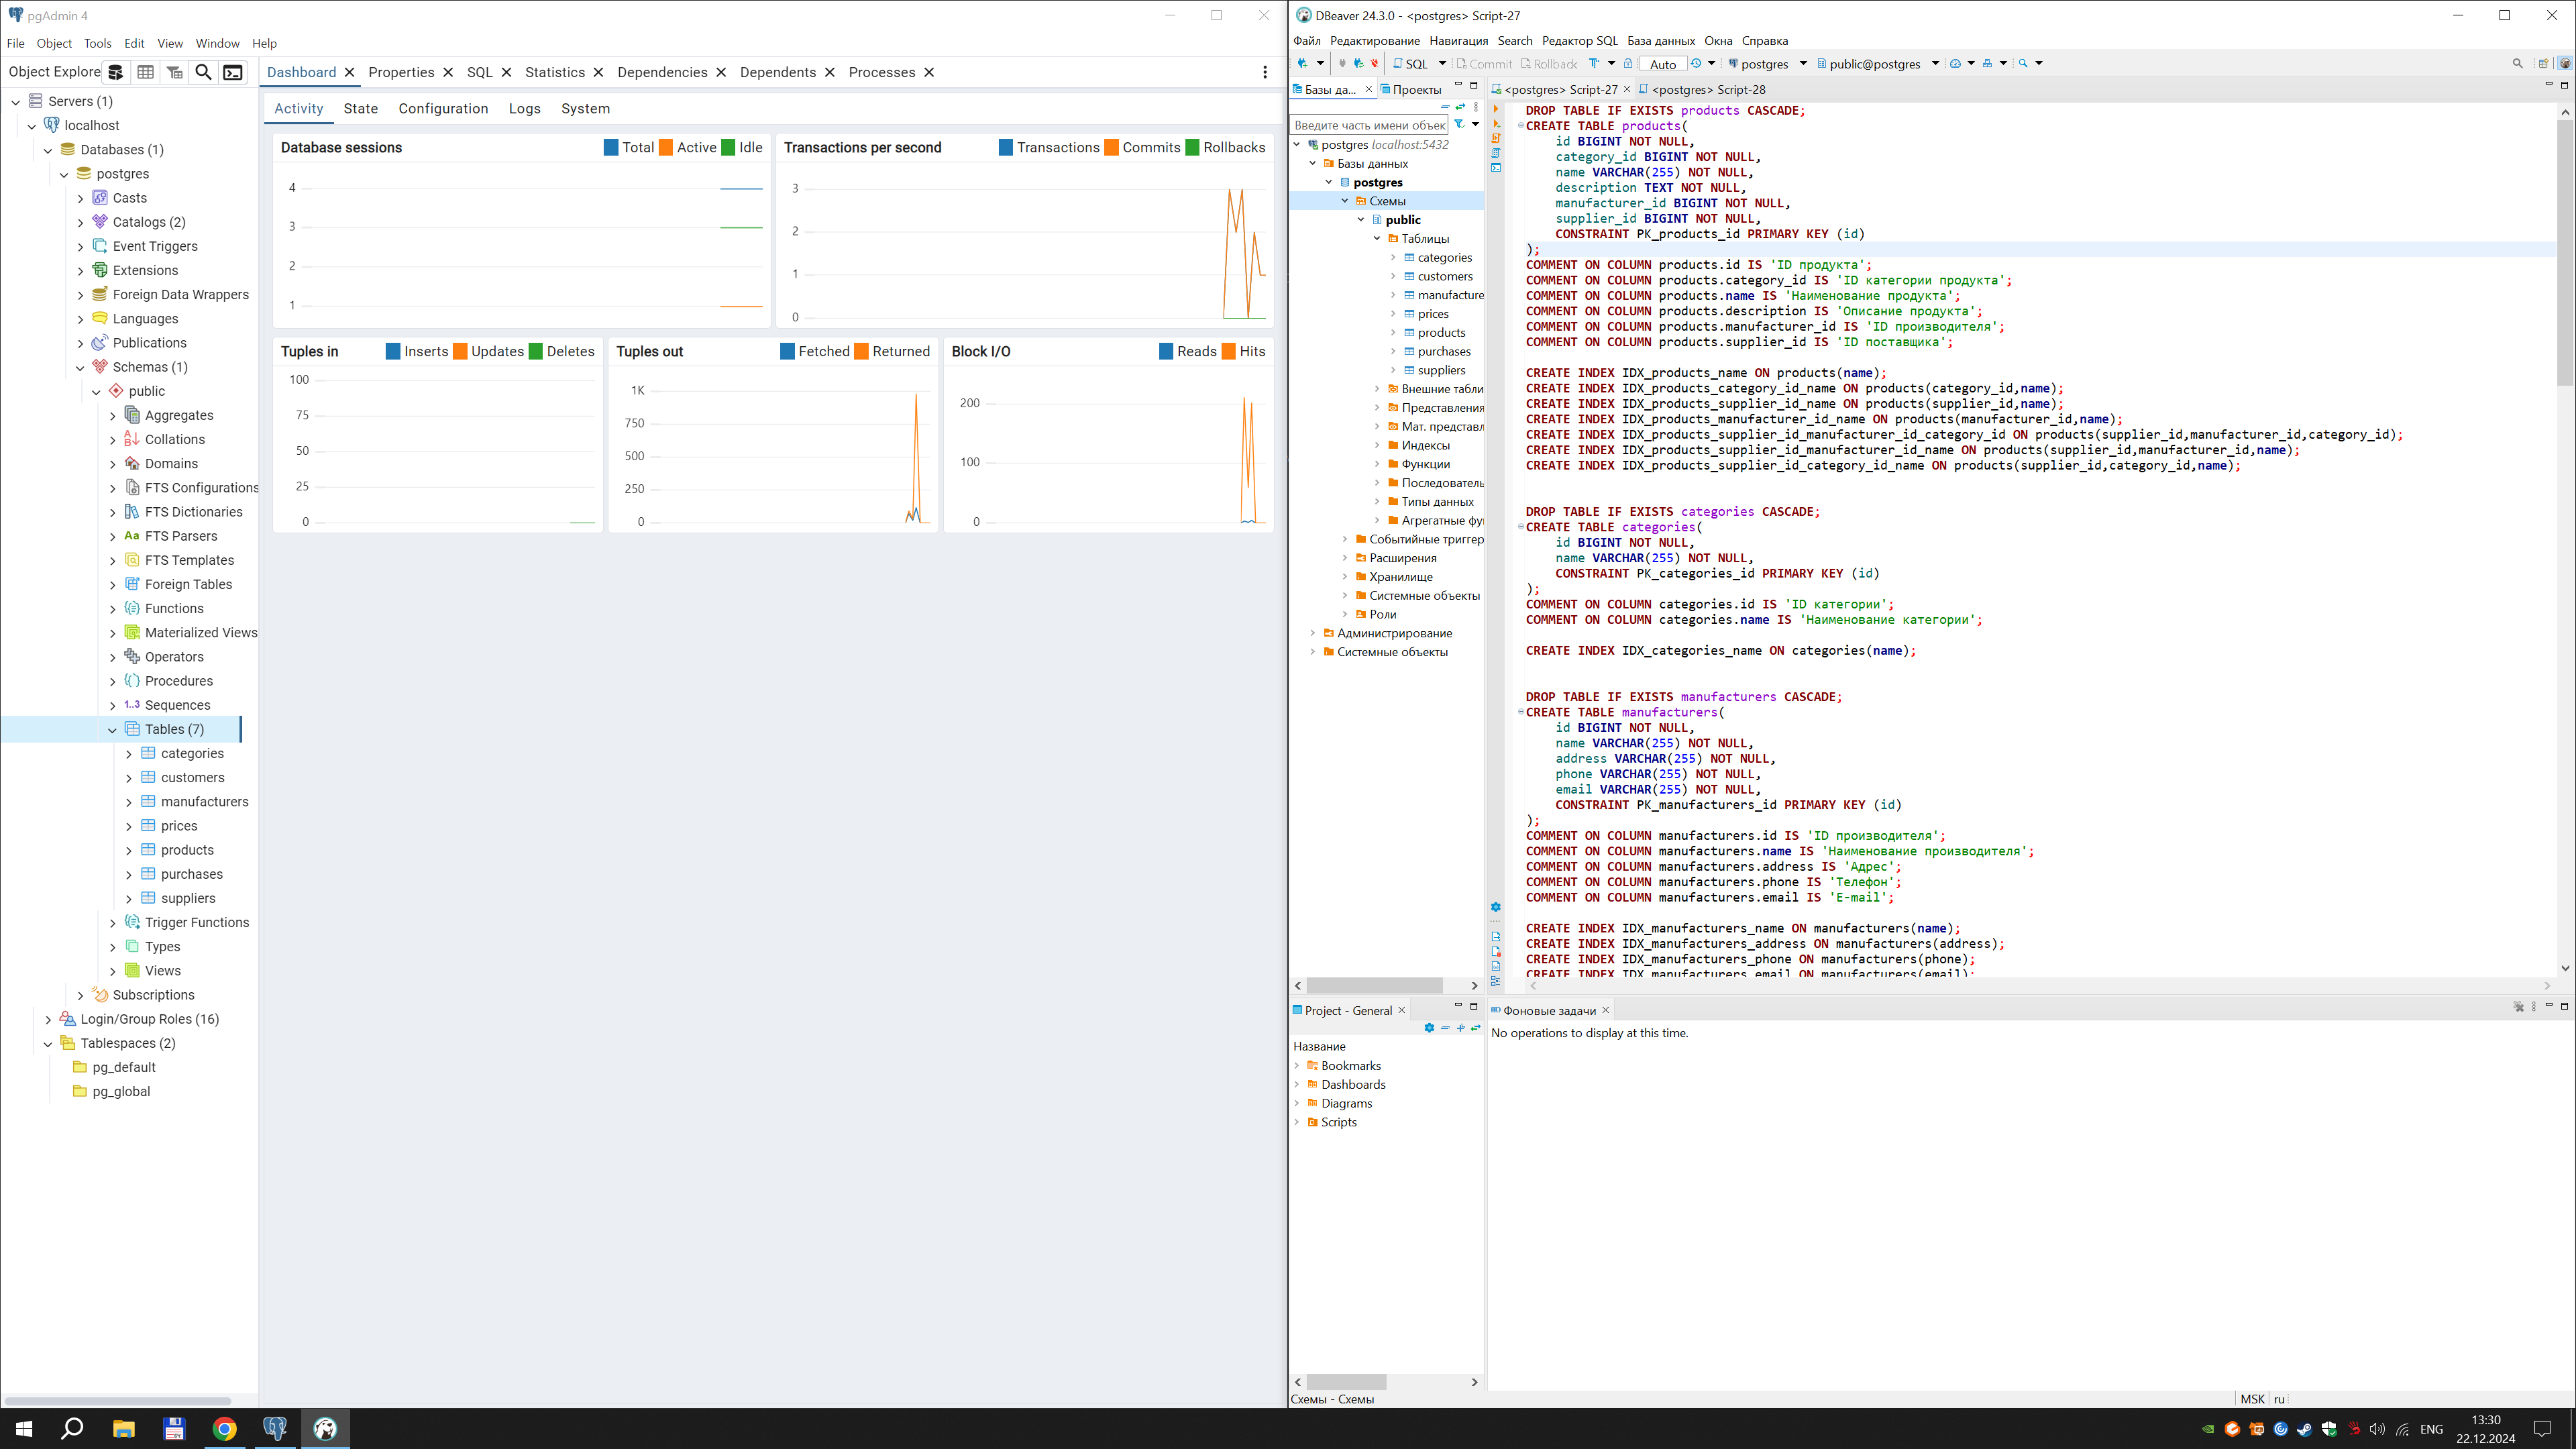 pgAdmin 4
File Object Tools Edit View Window Help
Object Explore
Servers (1)
localhost
Databases (1)
postgres
Casts
Catalogs (2)
Event Triggers
Extensions
Foreign Data Wrappers
Languages
Publications
Schemas (1)
public
Aggregates
Collations
Domains
FTS Configurations
FTS Dictionaries
Aa FTS Parsers
FTS Templates
Foreign Tables
Functions
Materialized Views
Operators
Procedures
1..3 Sequences
Tables (7)
categories
customers
manufacturers
prices
products
purchases
suppliers
Trigger Functions
Types
Views
Subscriptions
Login/Group Roles (16)
Tablespaces (2)
pg_default
pg_global
Dashboard Properties SQL Statistics Dependencies Dependents Processes
Activity State Configuration Logs System
Database sessions Total Active Idle
4
3
2
1
Transactions per second Transactions Commits Rollbacks
3
2
1
0
Tuples in Inserts Updates Deletes
100
75
50
25
0
Tuples out Fetched Returned
1K
750
500
250
0
Block I/O Reads Hits
200
100
0
DBeaver 24.3.0 - <postgres> Script-27
Файл Редактирование Навигация Search Редактор SQL База данных Окна Справка
SQL Commit Rollback Auto postgres public@postgres
Базы да... Проекты
Введите часть имени объек
postgres localhost:5432
Базы данных
postgres
Схемы
public
Таблицы
categories
customers
manufacture
prices
products
purchases
suppliers
Внешние табли
Представления
Мат. представл
Индексы
Функции
Последователь
Типы данных
Агрегатные фу
Событийные триггер
Расширения
Хранилище
Системные объекты
Роли
Администрирование
Системные объекты
<postgres> Script-27 <postgres> Script-28
DROP TABLE IF EXISTS products CASCADE;
CREATE TABLE products(
id BIGINT NOT NULL,
category_id BIGINT NOT NULL,
name VARCHAR(255) NOT NULL,
description TEXT NOT NULL,
manufacturer_id BIGINT NOT NULL,
supplier_id BIGINT NOT NULL,
CONSTRAINT PK_products_id PRIMARY KEY (id)
);
COMMENT ON COLUMN products.id IS 'ID продукта';
COMMENT ON COLUMN products.category_id IS 'ID категории продукта';
COMMENT ON COLUMN products.name IS 'Наименование продукта';
COMMENT ON COLUMN products.description IS 'Описание продукта';
COMMENT ON COLUMN products.manufacturer_id IS 'ID производителя';
COMMENT ON COLUMN products.supplier_id IS 'ID поставщика';
CREATE INDEX IDX_products_name ON products(name);
CREATE INDEX IDX_products_category_id_name ON products(category_id,name);
CREATE INDEX IDX_products_supplier_id_name ON products(supplier_id,name);
CREATE INDEX IDX_products_manufacturer_id_name ON products(manufacturer_id,name);
CREATE INDEX IDX_products_supplier_id_manufacturer_id_category_id ON products(supplier_id,manufacturer_id,category_id);
CREATE INDEX IDX_products_supplier_id_manufacturer_id_name ON products(supplier_id,manufacturer_id,name);
CREATE INDEX IDX_products_supplier_id_category_id_name ON products(supplier_id,category_id,name);
DROP TABLE IF EXISTS categories CASCADE;
CREATE TABLE categories(
id BIGINT NOT NULL,
name VARCHAR(255) NOT NULL,
CONSTRAINT PK_categories_id PRIMARY KEY (id)
);
COMMENT ON COLUMN categories.id IS 'ID категории';
COMMENT ON COLUMN categories.name IS 'Наименование категории';
CREATE INDEX IDX_categories_name ON categories(name);
DROP TABLE IF EXISTS manufacturers CASCADE;
CREATE TABLE manufacturers(
id BIGINT NOT NULL,
name VARCHAR(255) NOT NULL,
address VARCHAR(255) NOT NULL,
phone VARCHAR(255) NOT NULL,
email VARCHAR(255) NOT NULL,
CONSTRAINT PK_manufacturers_id PRIMARY KEY (id)
);
COMMENT ON COLUMN manufacturers.id IS 'ID производителя';
COMMENT ON COLUMN manufacturers.name IS 'Наименование производителя';
COMMENT ON COLUMN manufacturers.address IS 'Адрес';
COMMENT ON COLUMN manufacturers.phone IS 'Телефон';
COMMENT ON COLUMN manufacturers.email IS 'E-mail';
CREATE INDEX IDX_manufacturers_name ON manufacturers(name);
CREATE INDEX IDX_manufacturers_address ON manufacturers(address);
CREATE INDEX IDX_manufacturers_phone ON manufacturers(phone);
CREATE INDEX IDX_manufacturers_email ON manufacturers(email);
Project - General
Название
Bookmarks
Dashboards
Diagrams
Scripts
Фоновые задачи
No operations to display at this time.
Схемы - Схемы
MSK ru
ENG 13:30
22.12.2024